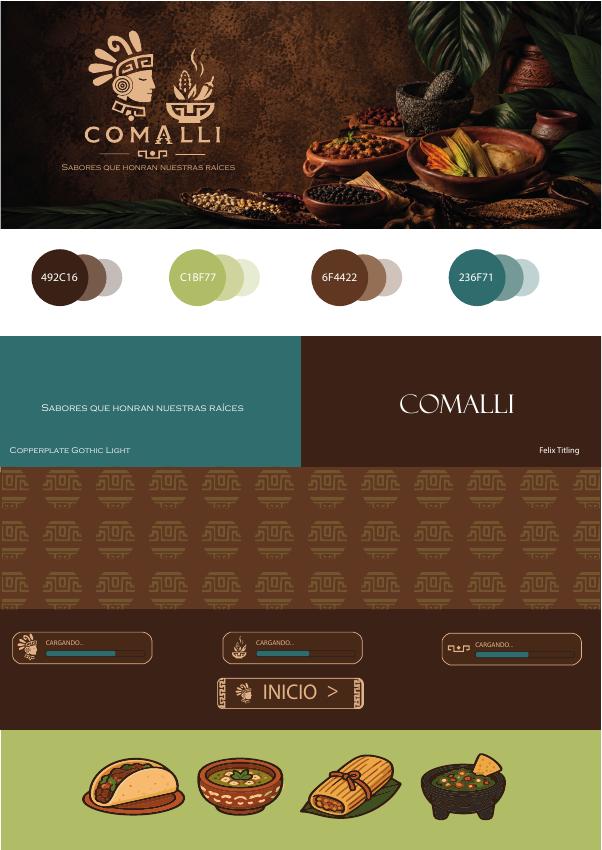 COMALLI
SABORES QUE HONRAN NUESTRAS RAÍCES
492C16
C1BF77
6F4422
236F71
SABORES QUE HONRAN NUESTRAS RAÍCES
COPPERPLATE GOTHIC LIGHT
COMALLI
Felix Titling
CARGANDO...
CARGANDO...
CARGANDO...
INICIO >